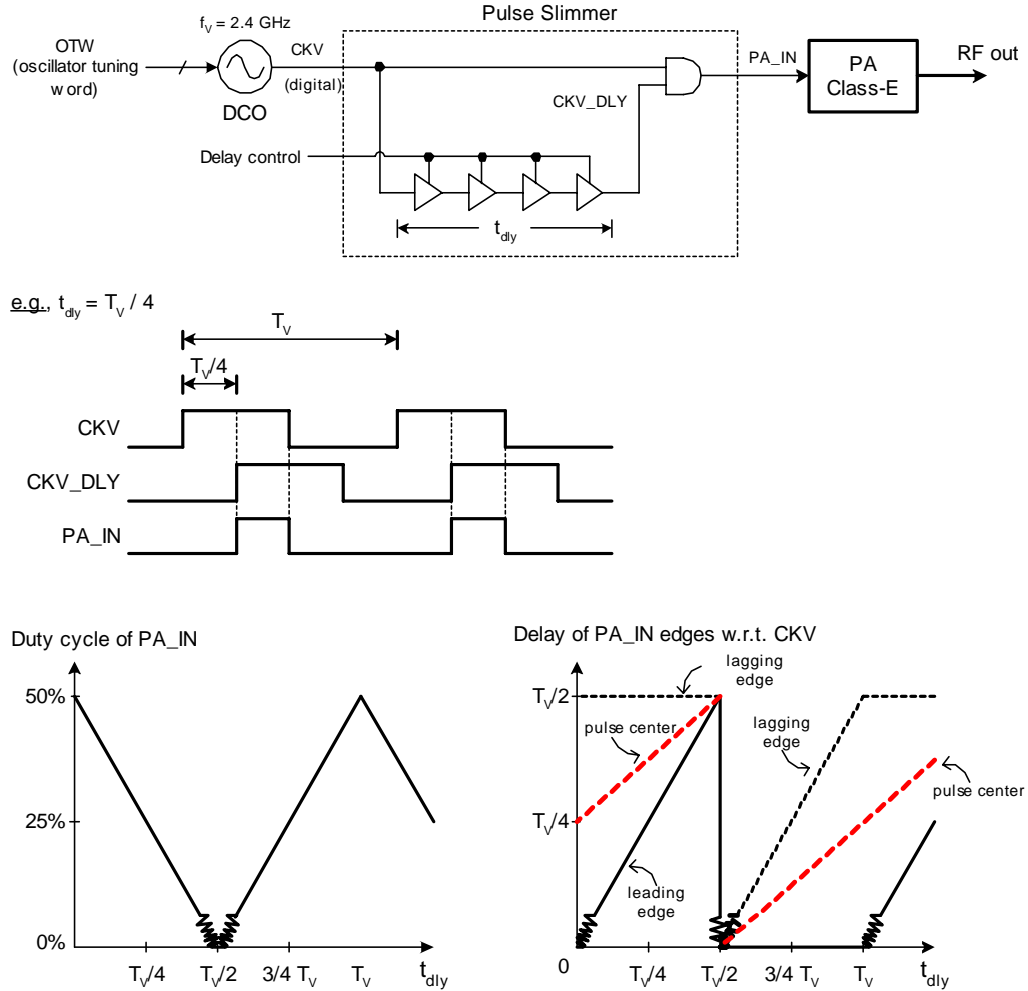 Pulse Slimmer
f_V = 2.4 GHz
OTW
(oscillator tuning
word)
CKV
(digital)
DCO
PA_IN
PA
Class-E
RF out
CKV_DLY
Delay control
t_dly
e.g., t_dly = T_V / 4
T_V
T_V/4
CKV
CKV_DLY
PA_IN
Duty cycle of PA_IN
50%
25%
0%
T_V/4
T_V/2
3/4 T_V
T_V
t_dly
Delay of PA_IN edges w.r.t. CKV
lagging
edge
T_V/2
pulse center
lagging
edge
pulse center
T_V/4
leading
edge
0
T_V/4
T_V/2
3/4 T_V
T_V
t_dly